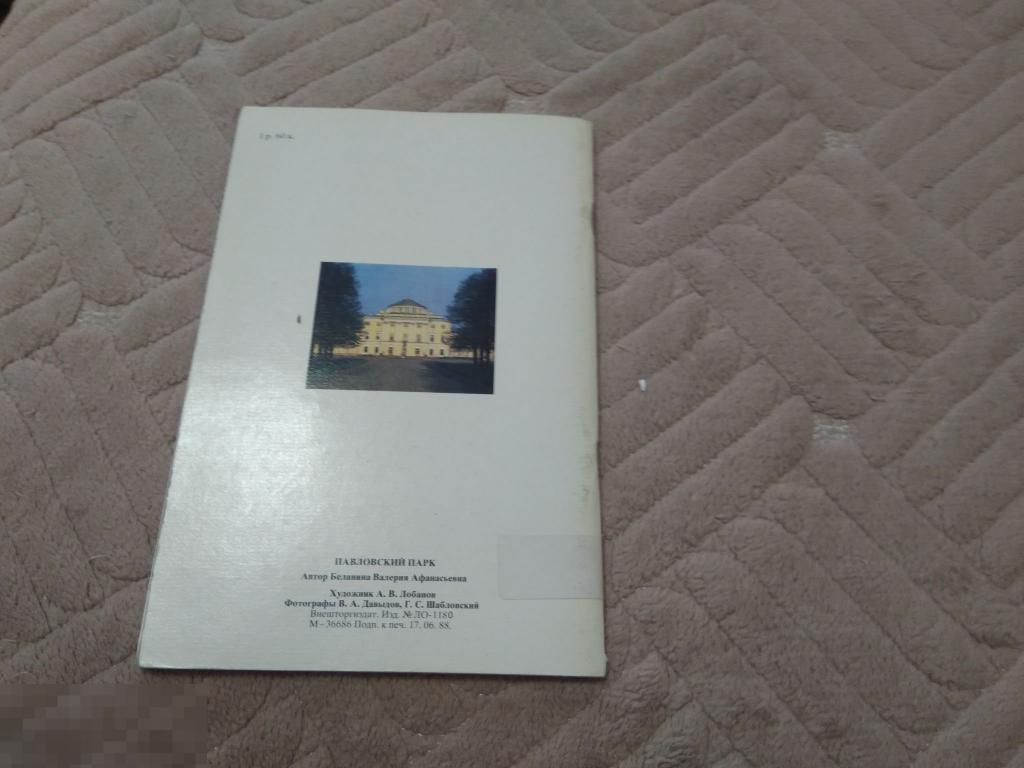 ПАВЛОВСКИЙ ПАРК
Автор Беланина Валерия Афанасьевна
Художник А. В. Лобанов
Фотографы В. А. Давыдов, Г. С. Шабловский
Внешторгиздат. Изд. № ЛО-1180
М—36686 Подп. к печ. 17. 06. 88.